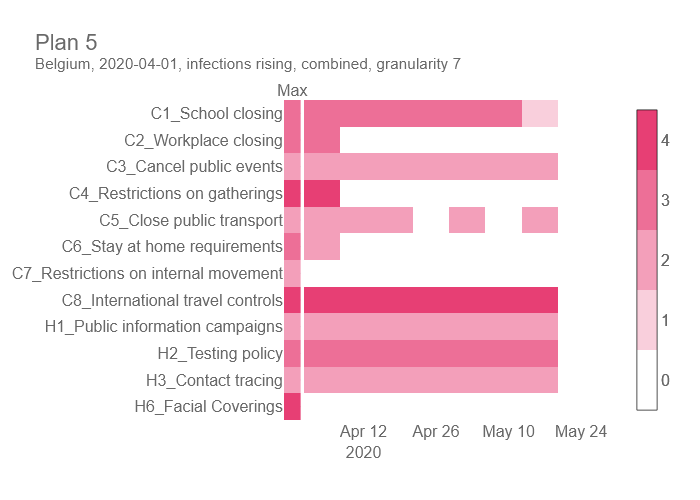 Plan 5
Belgium, 2020-04-01, infections rising, combined, granularity 7
Max
C1_School closing
C2_Workplace closing
C3_Cancel public events
C4_Restrictions on gatherings
C5_Close public transport
C6_Stay at home requirements
C7_Restrictions on internal movement
C8_International travel controls
H1_Public information campaigns
H2_Testing policy
H3_Contact tracing
H6_Facial Coverings
Apr 12 Apr 26 May 10 May 24
2020
4
3
2
1
0